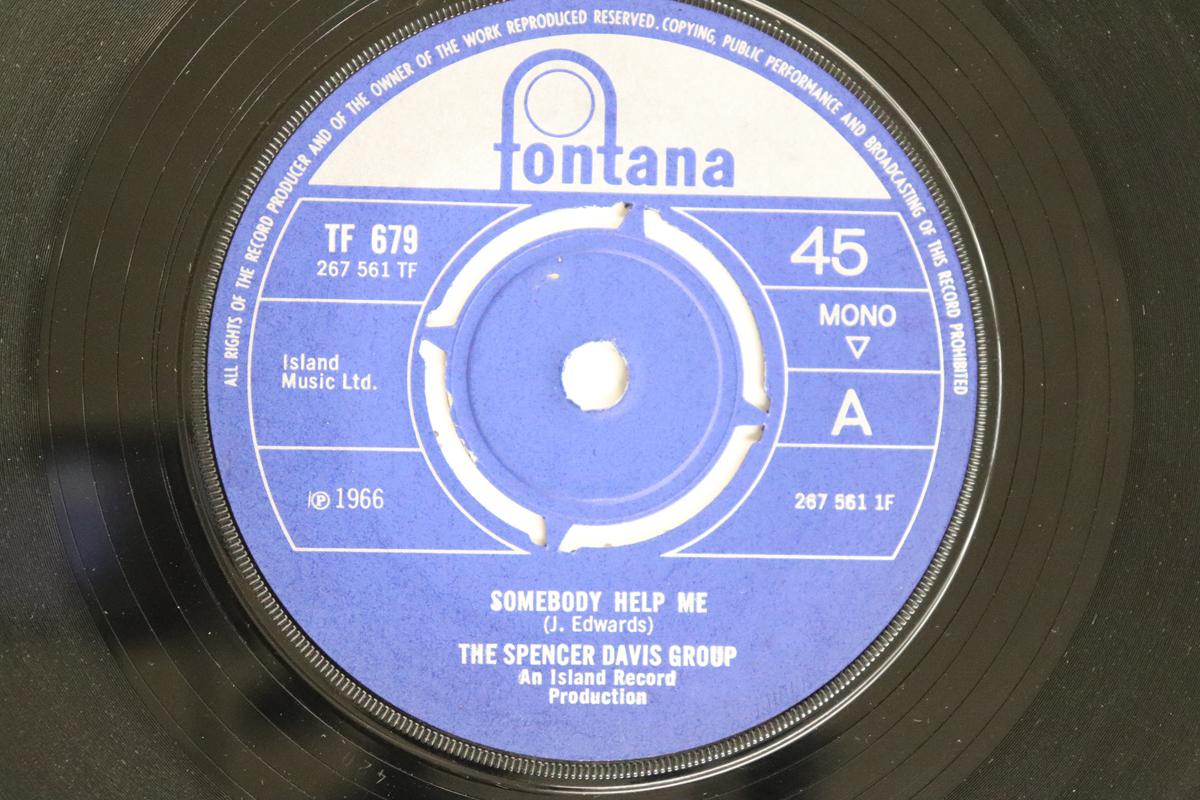 ALL RIGHTS OF THE RECORD PRODUCER AND OF THE OWNER OF THE WORK REPRODUCED RESERVED. COPYING, PUBLIC PERFORMANCE AND BROADCASTING OF THIS RECORD PROHIBITED
fontana
TF 679
267 561 TF
45
MONO
Island
Music Ltd.
A
℗ 1966
267 561 1F
SOMEBODY HELP ME
(J. Edwards)
THE SPENCER DAVIS GROUP
An Island Record
Production